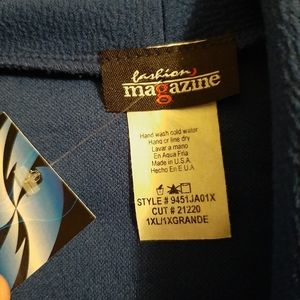 fashion
magazine
Hand wash cold water
Hang or line dry
Lavar a mano
En Aqua Fria
Made in U.S.A
Hecho En E.U.A
STYLE # 9451JA01X
CUT # 21220
1XL/1XGRANDE